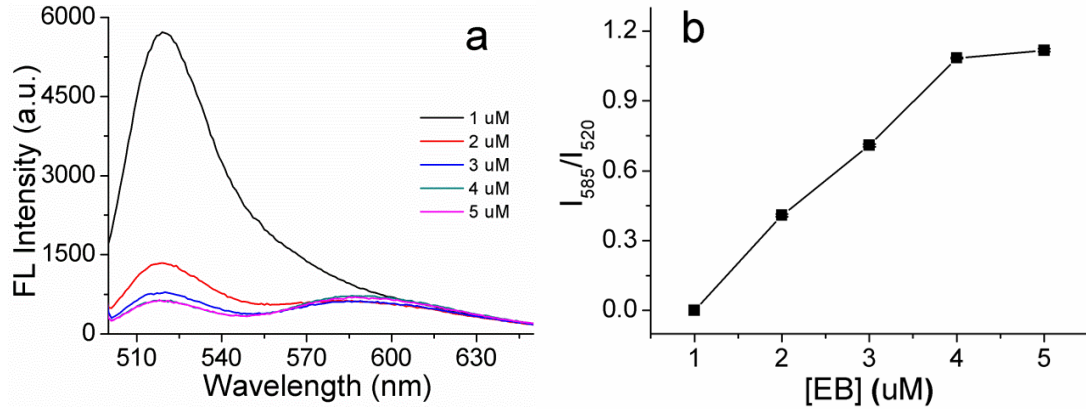 a
6000
4500
3000
1500
0
FL Intensity (a.u.)
1 uM
2 uM
3 uM
4 uM
5 uM
510 540 570 600 630
Wavelength (nm)
b
1.2
0.9
0.6
0.3
0.0
I585/I520
1 2 3 4 5
[EB] (uM)